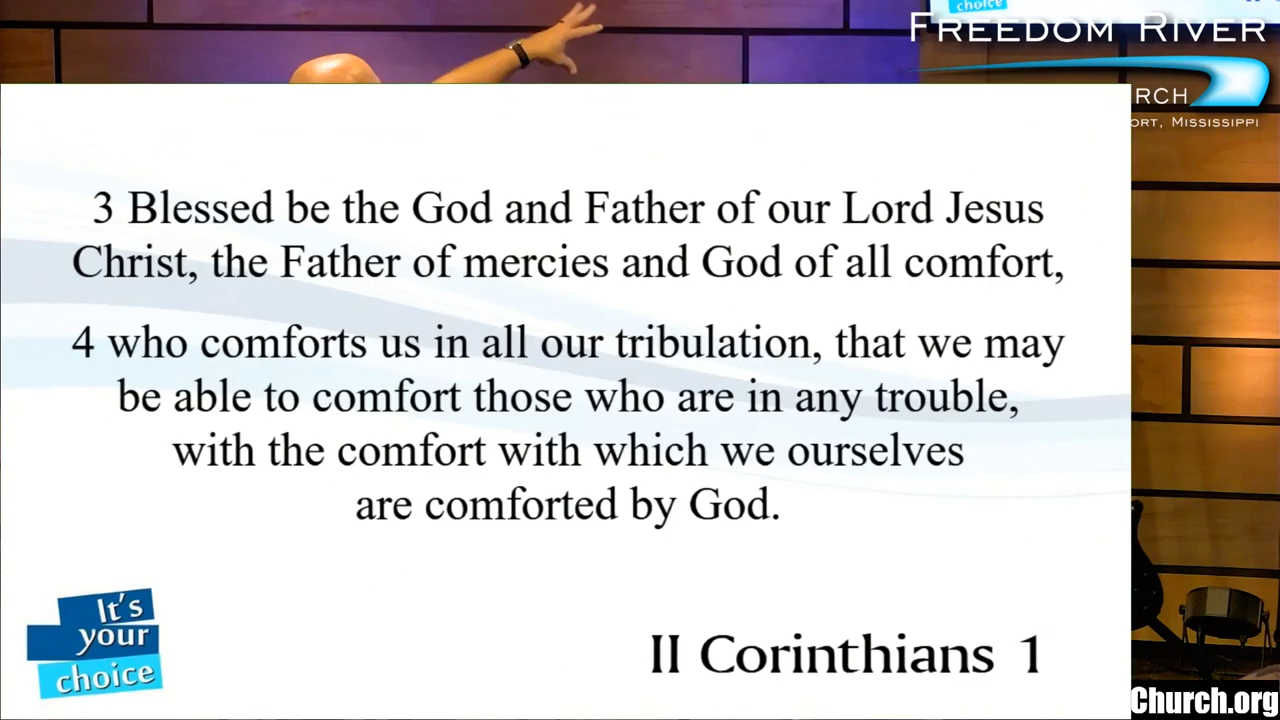 choice
FREEDOM RIVER
RCH
ORT, MISSISSIPPI
3 Blessed be the God and Father of our Lord Jesus
Christ, the Father of mercies and God of all comfort,
4 who comforts us in all our tribulation, that we may
be able to comfort those who are in any trouble,
with the comfort with which we ourselves
are comforted by God.
It's
your
choice
II Corinthians 1
Church.org